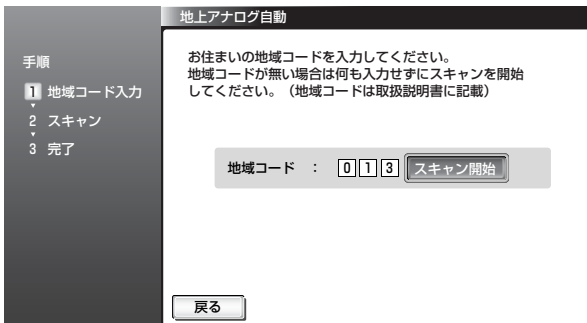 地上アナログ自動
手順
1 地域コード入力
2 スキャン
3 完了
お住まいの地域コードを入力してください。
地域コードが無い場合は何も入力せずにスキャンを開始
してください。（地域コードは取扱説明書に記載）
地域コード ： 0 1 3 スキャン開始
戻る